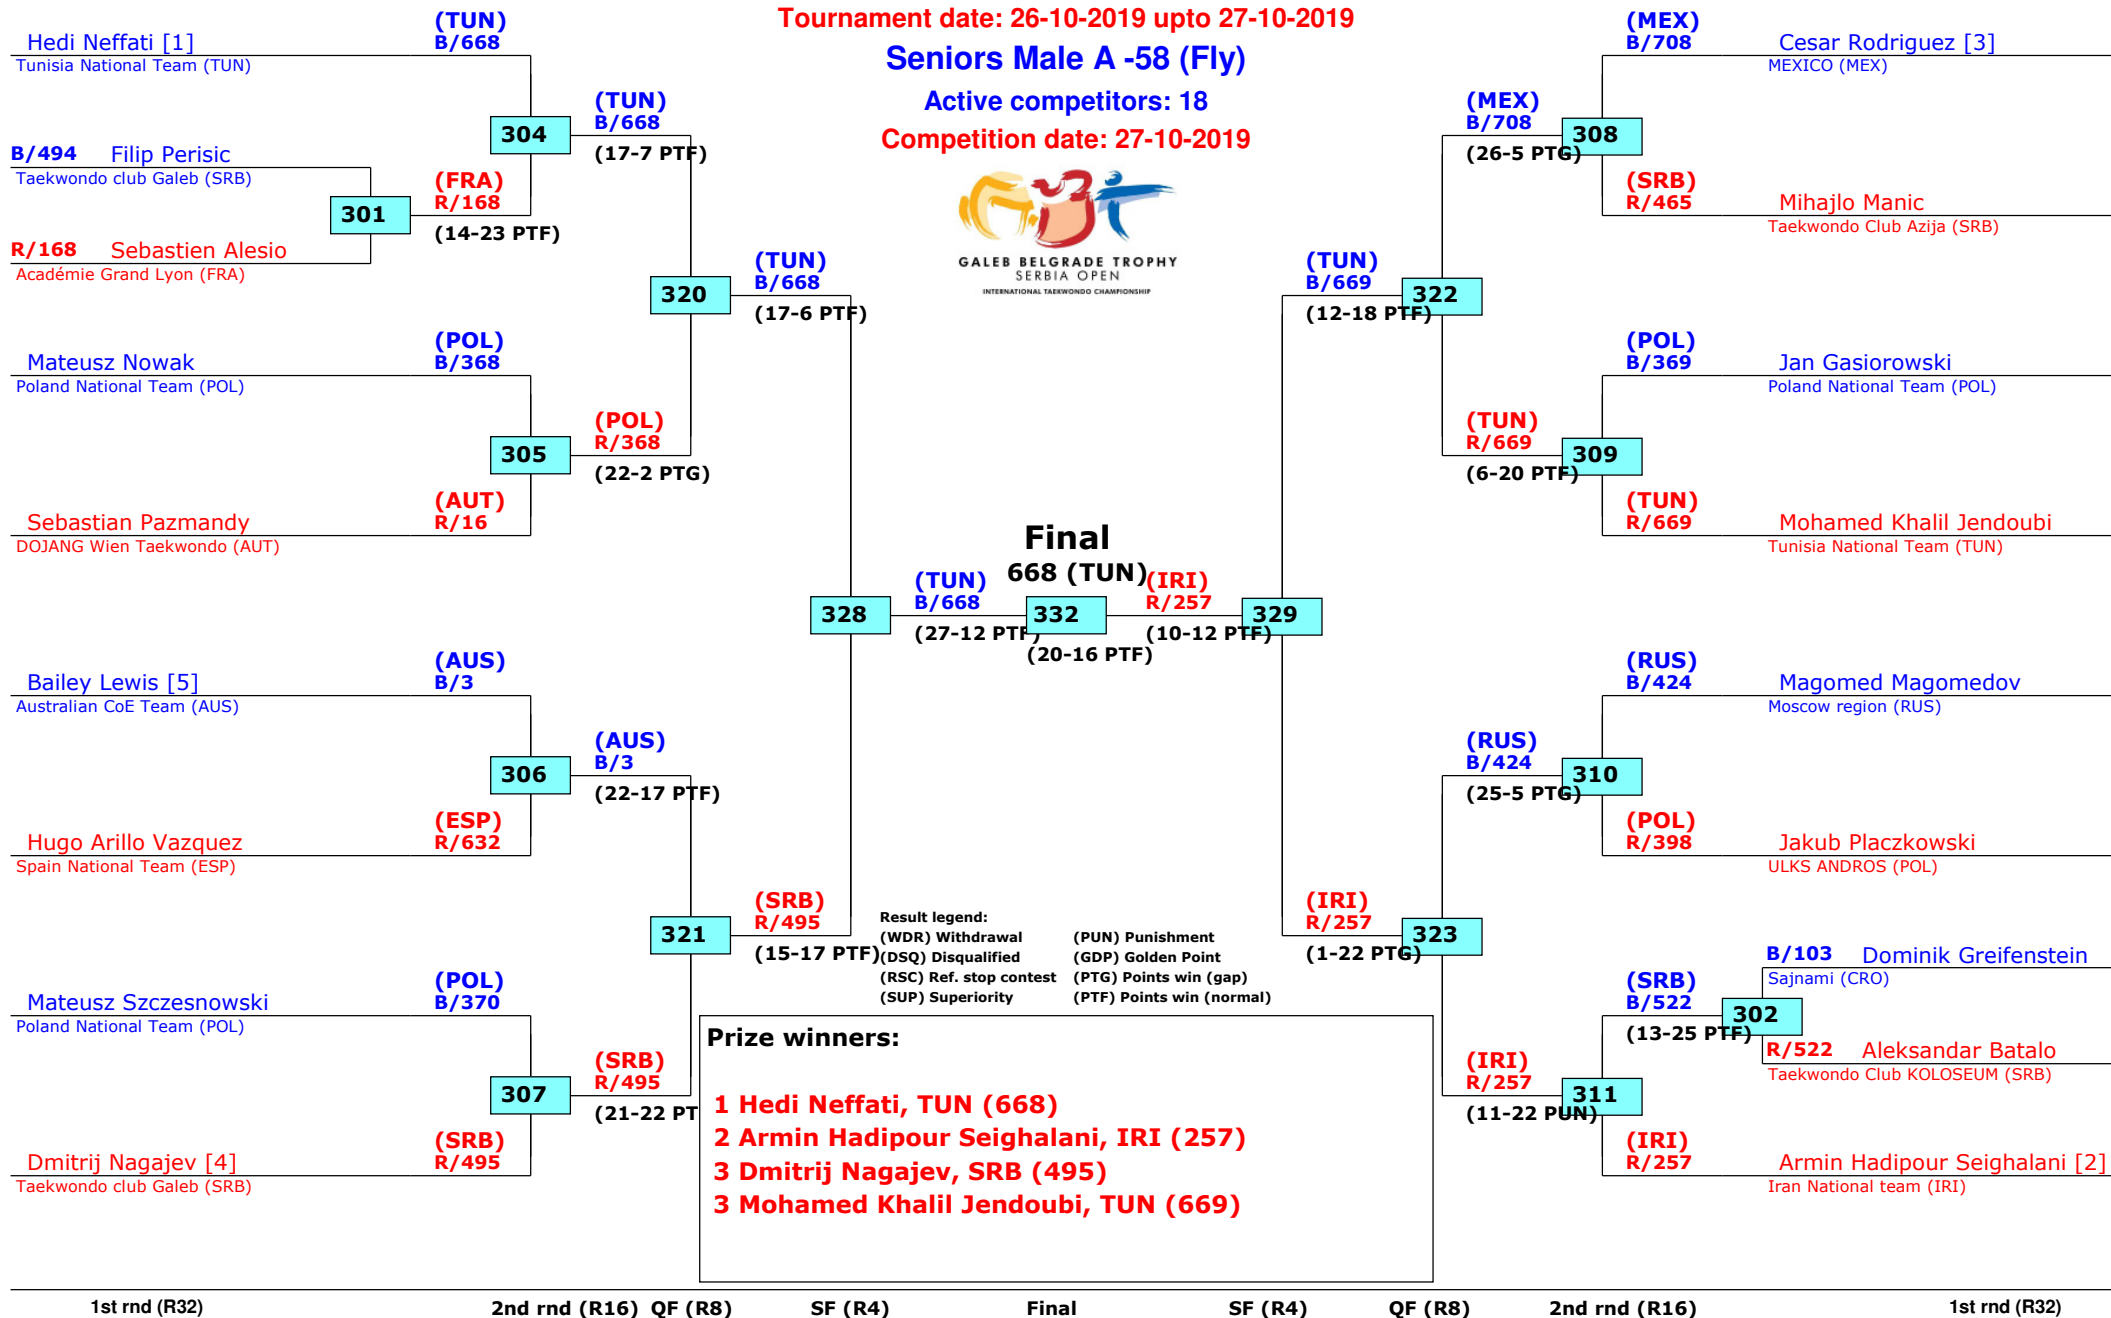 Tournament date: 26-10-2019 upto 27-10-2019
Seniors Male A -58 (Fly)
Active competitors: 18
Competition date: 27-10-2019
GALEB BELGRADE TROPHY
SERBIA OPEN
INTERNATIONAL TAEKWONDO CHAMPIONSHIP
Hedi Neffati [1]
Tunisia National Team (TUN)
(TUN)
B/668
B/494 Filip Perisic
Taekwondo club Galeb (SRB)
301
R/168 Sebastien Alesio
Académie Grand Lyon (FRA)
(FRA)
R/168
(14-23 PTF)
304
(TUN)
B/668
(17-7 PTF)
Mateusz Nowak
Poland National Team (POL)
(POL)
B/368
305
Sebastian Pazmandy
DOJANG Wien Taekwondo (AUT)
(AUT)
R/16
(POL)
R/368
(22-2 PTG)
320
(TUN)
B/668
(17-6 PTF)
Bailey Lewis [5]
Australian CoE Team (AUS)
(AUS)
B/3
306
Hugo Arillo Vazquez
Spain National Team (ESP)
(ESP)
R/632
(AUS)
B/3
(22-17 PTF)
Mateusz Szczesnowski
Poland National Team (POL)
(POL)
B/370
307
Dmitrij Nagajev [4]
Taekwondo club Galeb (SRB)
(SRB)
R/495
(SRB)
R/495
(21-22 PT
321
(SRB)
R/495
(15-17 PTF)
328
(TUN)
B/668
(27-12 PTF)
Final
668 (TUN)
332
(20-16 PTF)
(IRI)
R/257
(10-12 PTF)
329
(TUN)
B/669
(12-18 PTF)
322
(MEX)
B/708
(26-5 PTG)
308
(MEX)
B/708
Cesar Rodriguez [3]
MEXICO (MEX)
(SRB)
R/465
Mihajlo Manic
Taekwondo Club Azija (SRB)
(TUN)
R/669
(6-20 PTF)
309
(POL)
B/369
Jan Gasiorowski
Poland National Team (POL)
(TUN)
R/669
Mohamed Khalil Jendoubi
Tunisia National Team (TUN)
(IRI)
R/257
(1-22 PTG)
323
(RUS)
B/424
(25-5 PTG)
310
(RUS)
B/424
Magomed Magomedov
Moscow region (RUS)
(POL)
R/398
Jakub Placzkowski
ULKS ANDROS (POL)
(IRI)
R/257
(11-22 PUN)
311
(SRB)
B/522
(13-25 PTF)
302
B/103 Dominik Greifenstein
Sajnami (CRO)
R/522 Aleksandar Batalo
Taekwondo Club KOLOSEUM (SRB)
(IRI)
R/257
Armin Hadipour Seighalani [2]
Iran National team (IRI)
Result legend:
(WDR) Withdrawal (PUN) Punishment
(DSQ) Disqualified (GDP) Golden Point
(RSC) Ref. stop contest (PTG) Points win (gap)
(SUP) Superiority (PTF) Points win (normal)
Prize winners:
1 Hedi Neffati, TUN (668)
2 Armin Hadipour Seighalani, IRI (257)
3 Dmitrij Nagajev, SRB (495)
3 Mohamed Khalil Jendoubi, TUN (669)
1st rnd (R32) 2nd rnd (R16) QF (R8) SF (R4) Final SF (R4) QF (R8) 2nd rnd (R16) 1st rnd (R32)